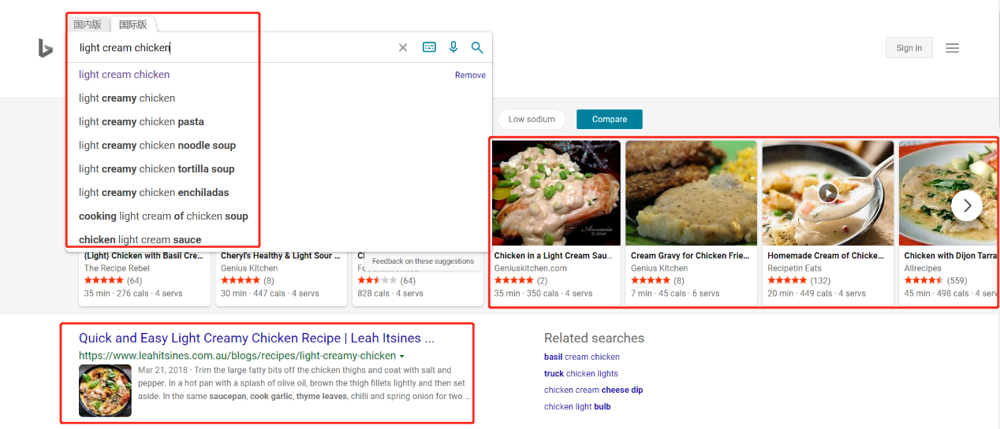 国内版 国际版
light cream chicken
Sign in
light cream chicken Remove
light creamy chicken
light creamy chicken pasta
light creamy chicken noodle soup
light creamy chicken tortilla soup
light creamy chicken enchiladas
cooking light cream of chicken soup
chicken light cream sauce
Feedback on these suggestions
Low sodium Compare
{Light} Chicken with Basil Cre...
The Recipe Rebel
(64)
35 min · 276 cals · 4 servs
Cheryl's Healthy & Light Sour ...
Genius Kitchen
(8)
30 min · 447 cals · 4 servs
(64)
828 cals · 4 servs
Annacia
© 2010
Chicken in a Light Cream Sau...
Geniuskitchen.com
(2)
35 min · 350 cals · 4 servs
Cream Gravy for Chicken Frie...
Genius Kitchen
(8)
7 min · 45 cals · 6 servs
Homemade Cream of Chicke...
Recipetin Eats
(132)
20 min · 449 cals · 4 servs
Chicken with Dijon Tarra
Allrecipes
(559)
45 min · 498 cals · 4 serv
Quick and Easy Light Creamy Chicken Recipe | Leah Itsines ...
https://www.leahitsines.com.au/blogs/recipes/light-creamy-chicken
Mar 21, 2018 · Trim the large fatty bits off the chicken thighs and coat with salt and
pepper. In a hot pan with a splash of olive oil, brown the thigh fillets lightly and then set
aside. In the same saucepan, cook garlic, thyme leaves, chilli and spring onion for two ...
Related searches
basil cream chicken
truck chicken lights
chicken cream cheese dip
chicken light bulb